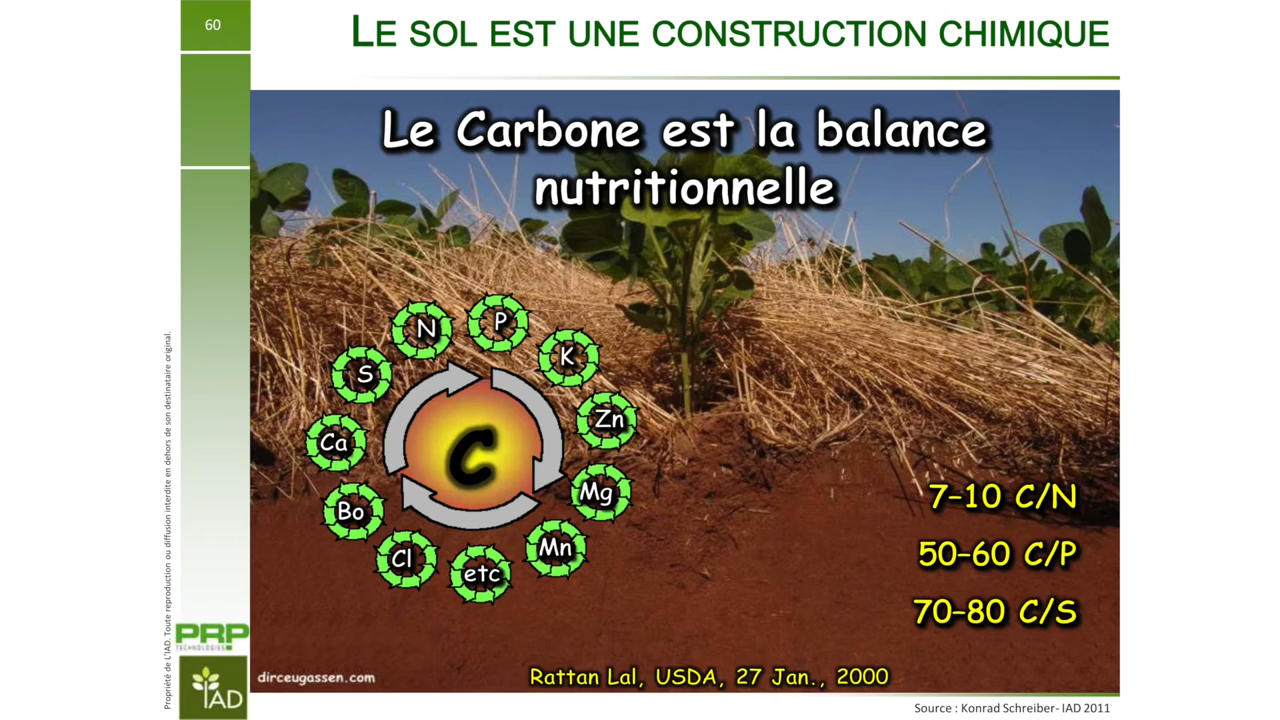 60
LE SOL EST UNE CONSTRUCTION CHIMIQUE
Le Carbone est la balance
nutritionnelle
N
P
K
S
Zn
Ca
C
Mg
Bo
Mn
Cl
etc
7-10 C/N
50-60 C/P
70-80 C/S
Propriété de L'IAD. Toute reproduction ou diffusion interdite en dehors de son destinataire original.
PRP
TECHNOLOGIES
IAD
dirceugassen.com
Rattan Lal, USDA, 27 Jan., 2000
Source : Konrad Schreiber- IAD 2011